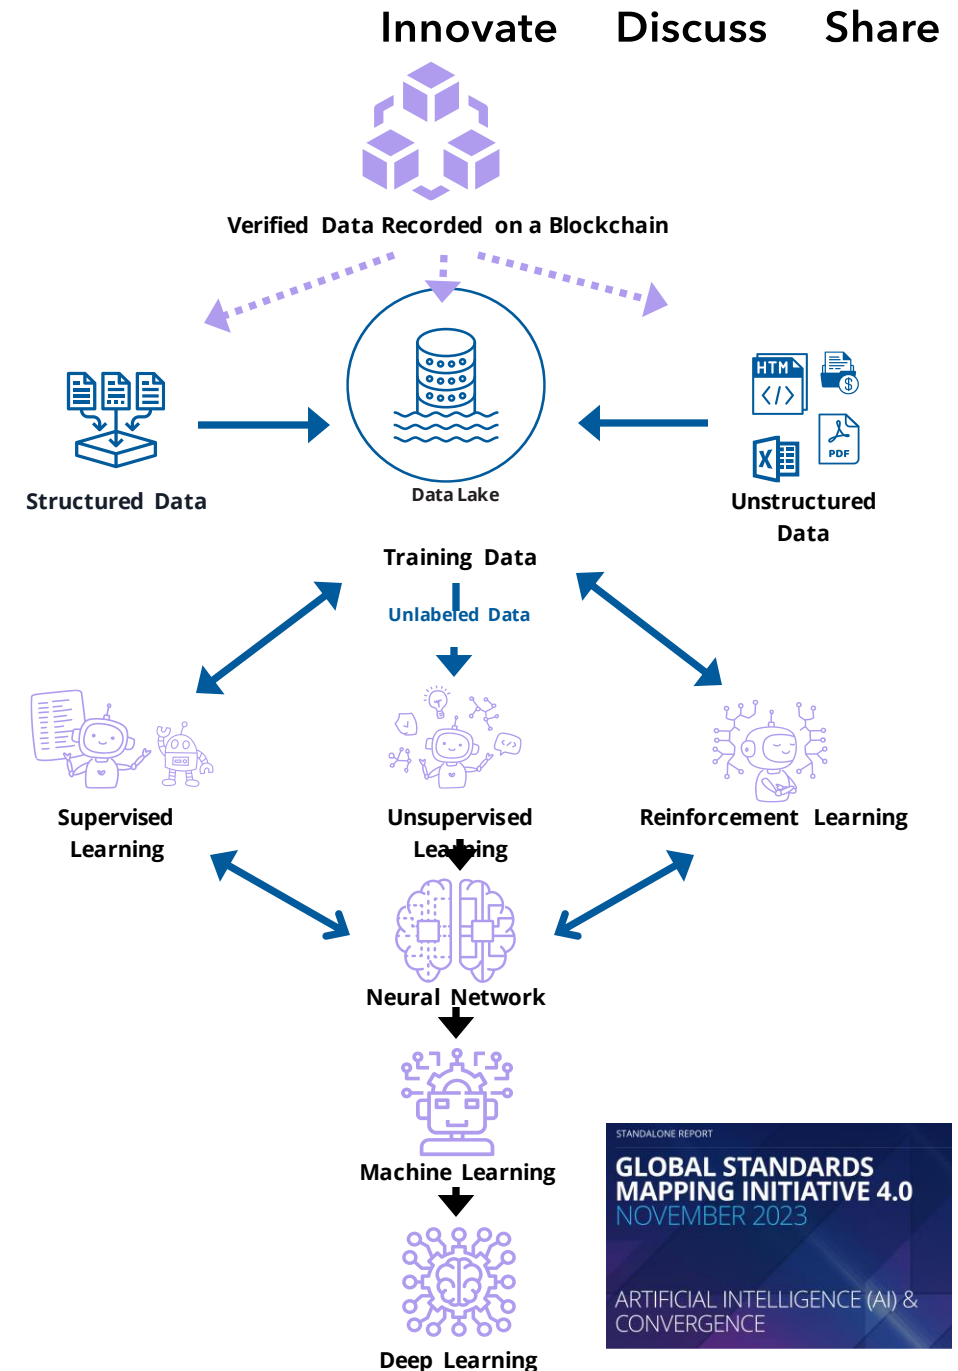 Innovate Discuss Share
Verified Data Recorded on a Blockchain
HTM
</>
$
X
PDF
Structured Data
Data Lake
Unstructured
Data
Training Data
Unlabeled Data
</>
Supervised
Learning
Unsupervised
Learning
Reinforcement Learning
Neural Network
Machine Learning
Deep Learning
STANDALONE REPORT
GLOBAL STANDARDS
MAPPING INITIATIVE 4.0
NOVEMBER 2023
ARTIFICIAL INTELLIGENCE (AI) &
CONVERGENCE